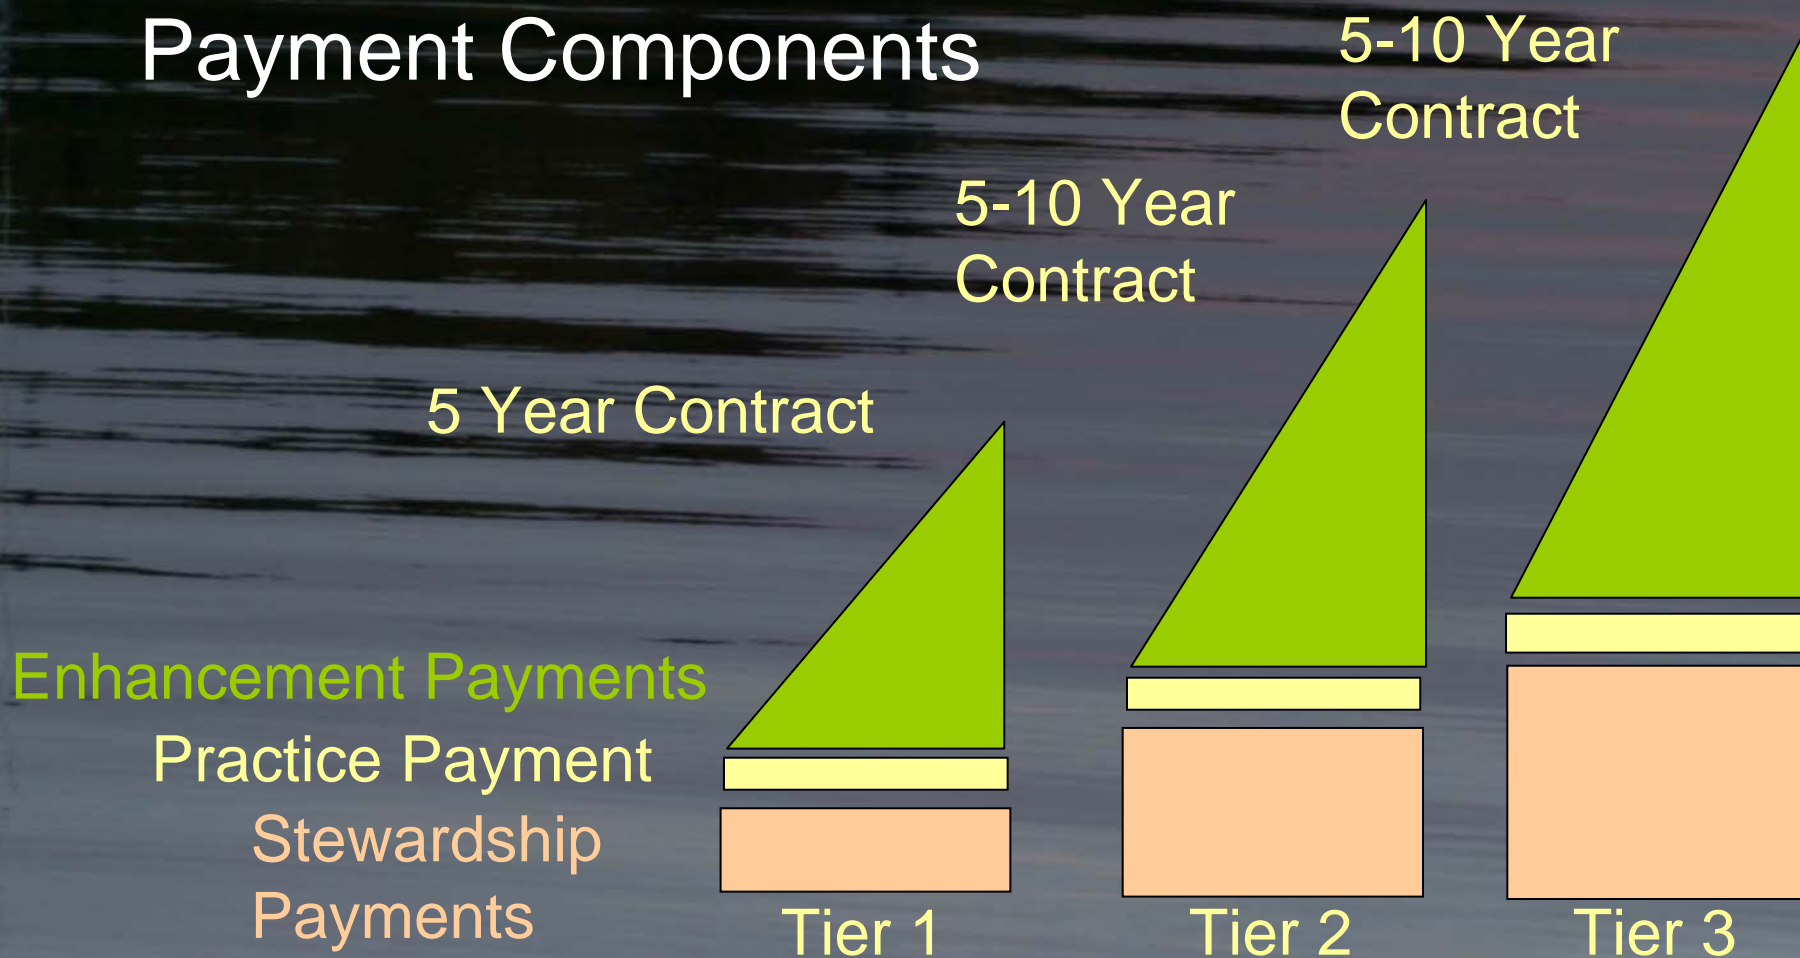 Payment Components
5-10 Year
Contract
5-10 Year
Contract
5 Year Contract
Enhancement Payments
Practice Payment
Stewardship
Payments
Tier 1
Tier 2
Tier 3